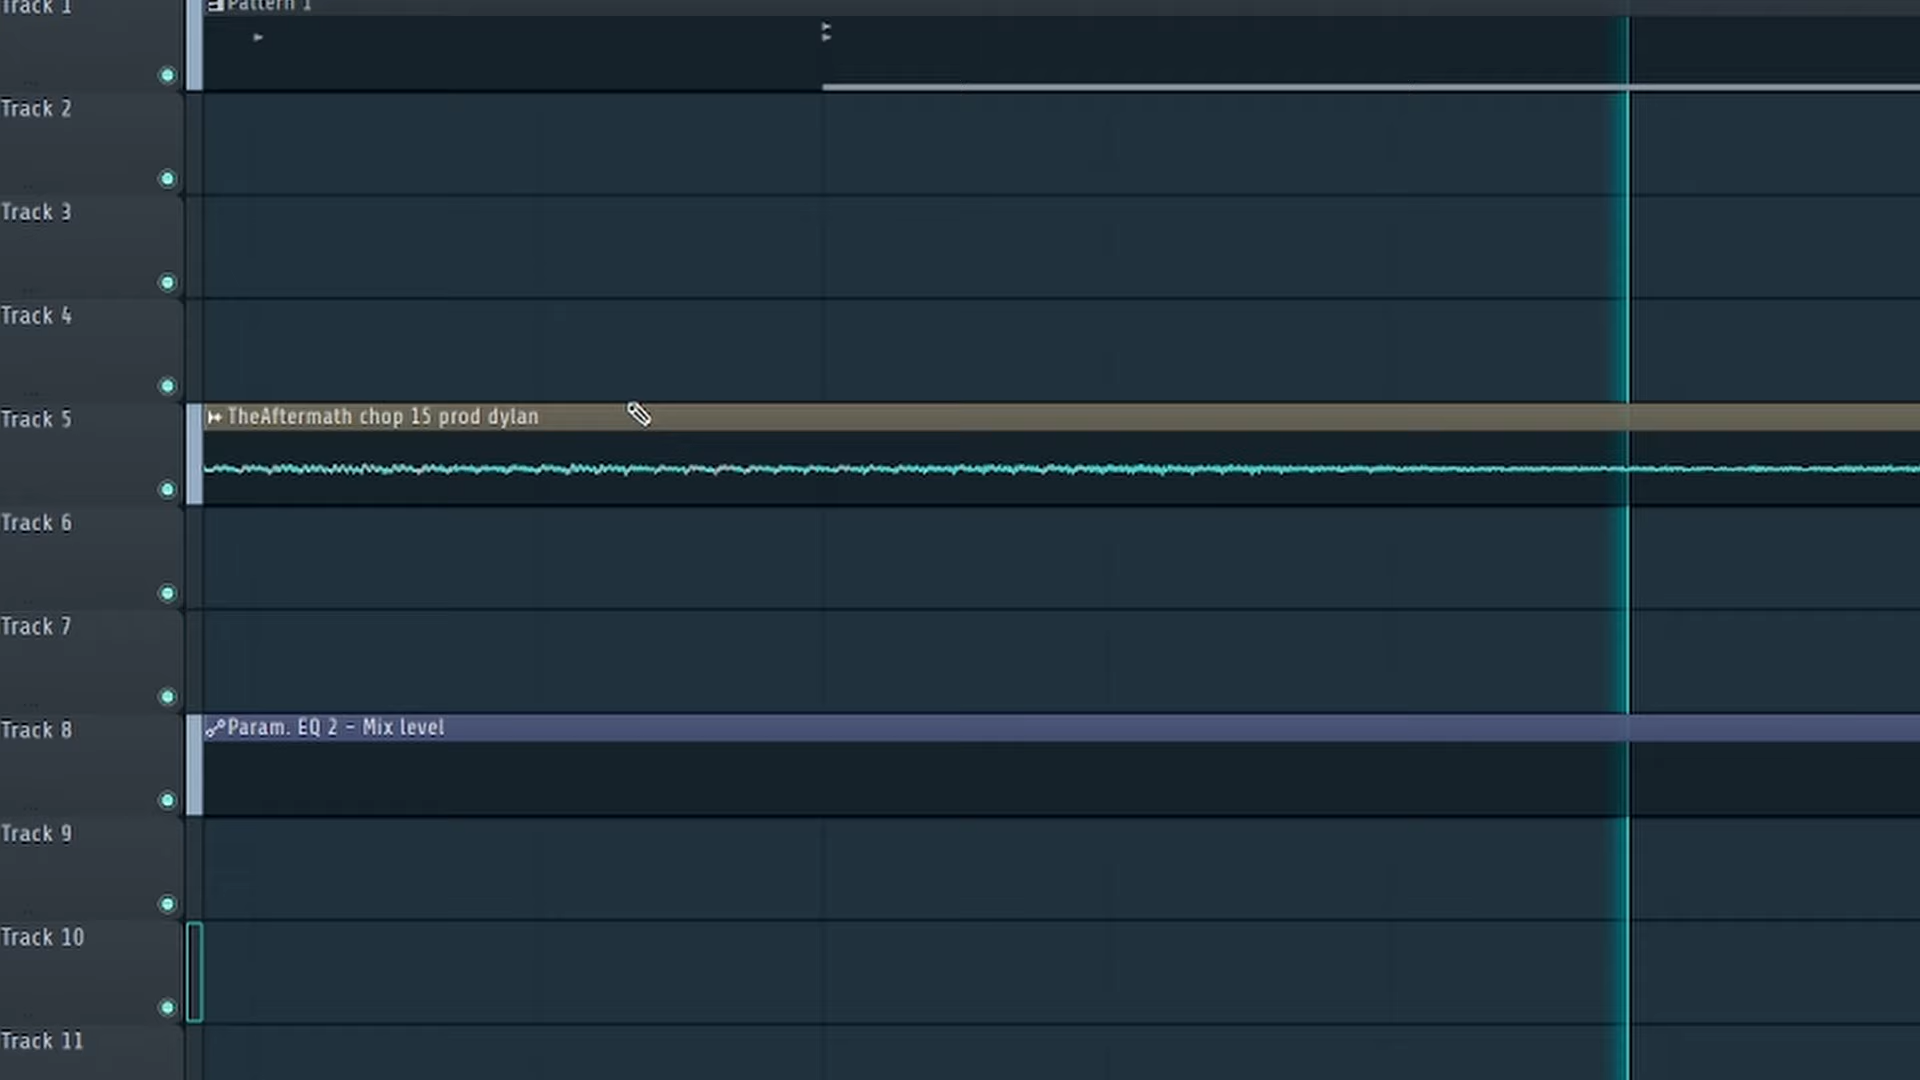 Track 1
Pattern 1
Track 2
Track 3
Track 4
Track 5
TheAftermath chop 15 prod dylan
Track 6
Track 7
Track 8
Param. EQ 2 - Mix level
Track 9
Track 10
Track 11